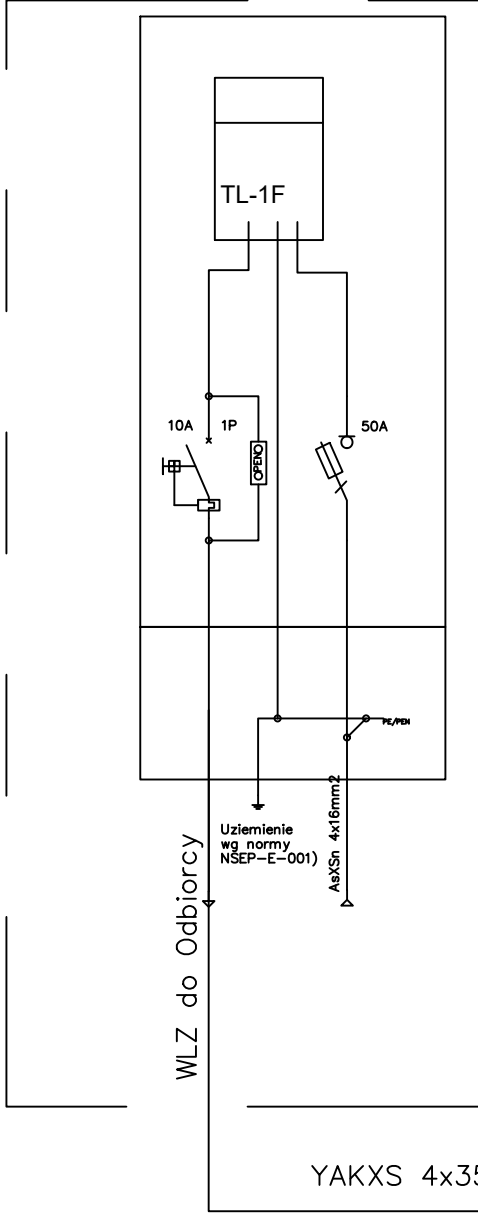 TL-1F
10A 1P
50A
OPEN
PE/PEN
Uziemienie
wg normy
NSEP-E-001)
AsXSn 4x16mm2
WLZ do Odbiorcy
YAKXS 4x35